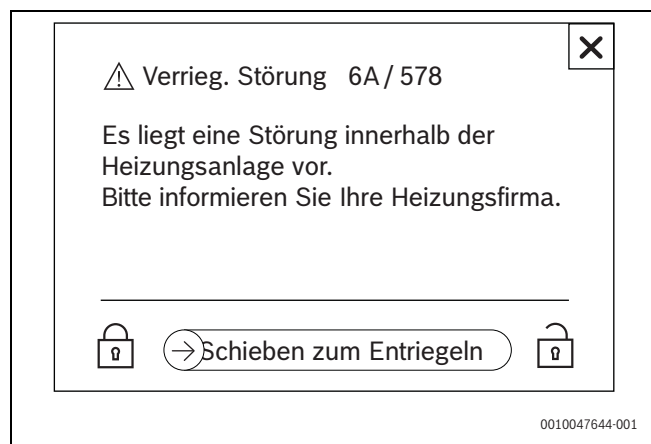 Verrieg. Störung 6A / 578
Es liegt eine Störung innerhalb der
Heizungsanlage vor.
Bitte informieren Sie Ihre Heizungsfirma.
Schieben zum Entriegeln
0010047644-001